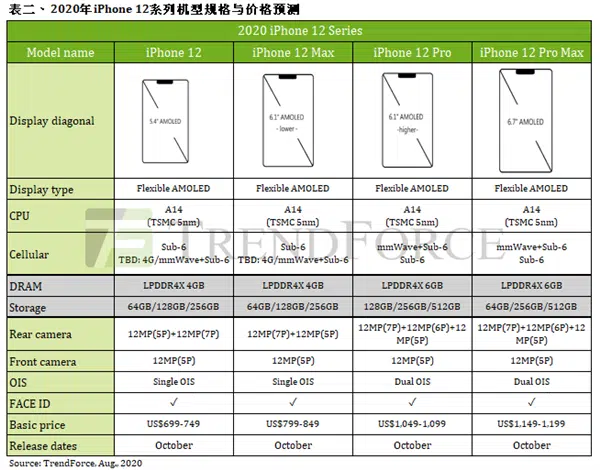 表二、2020年iPhone 12系列机型规格与价格预测
2020 iPhone 12 Series
Model name iPhone 12 iPhone 12 Max iPhone 12 Pro iPhone 12 Pro Max
Display diagonal 5.4" AMOLED 6.1" AMOLED 6.1" AMOLED 6.7" AMOLED
- lower - -higher-
Display type Flexible AMOLED Flexible AMOLED Flexible AMOLED Flexible AMOLED
CPU A14 A14 A14 A14
(TSMC 5nm) (TSMC 5nm) (TSMC 5nm) (TSMC 5nm)
TRENDFORCE
Cellular Sub-6 Sub-6 mmWave+Sub-6 mmWave+Sub-6
TBD: 4G/mmWave+Sub-6 TBD: 4G/mmWave+Sub-6 Sub-6 Sub-6
DRAM LPDDR4X 4GB LPDDR4X 4GB LPDDR4X 6GB LPDDR4X 6GB
Storage 64GB/128GB/256GB 64GB/128GB/256GB 128GB/256GB/512GB 64GB/256GB/512GB
Rear camera 12MP(5P)+12MP(7P) 12MP(7P)+12MP(5P) 12MP(7P)+12MP(6P)+12 12MP(7P)+12MP(6P)+12
MP(5P) MP(5P)
Front camera 12MP(5P) 12MP(5P) 12MP(5P) 12MP(5P)
OIS Single OIS Single OIS Dual OIS Dual OIS
FACE ID ✓ ✓ ✓ ✓
Basic price US$699-749 US$799-849 US$1,049-1,099 US$1,149-1,199
Release dates October October October October
Source: TrendForce, Aug., 2020